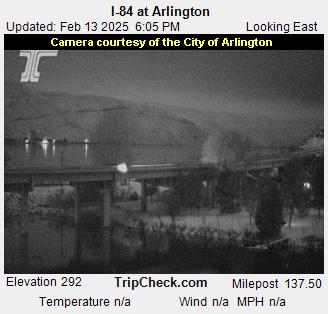 I-84 at Arlington
Updated: Feb 13 2025 6:05 PM Looking East
Camera courtesy of the City of Arlington
Elevation 292 TripCheck.com Milepost 137.50
Temperature n/a Wind n/a MPH n/a